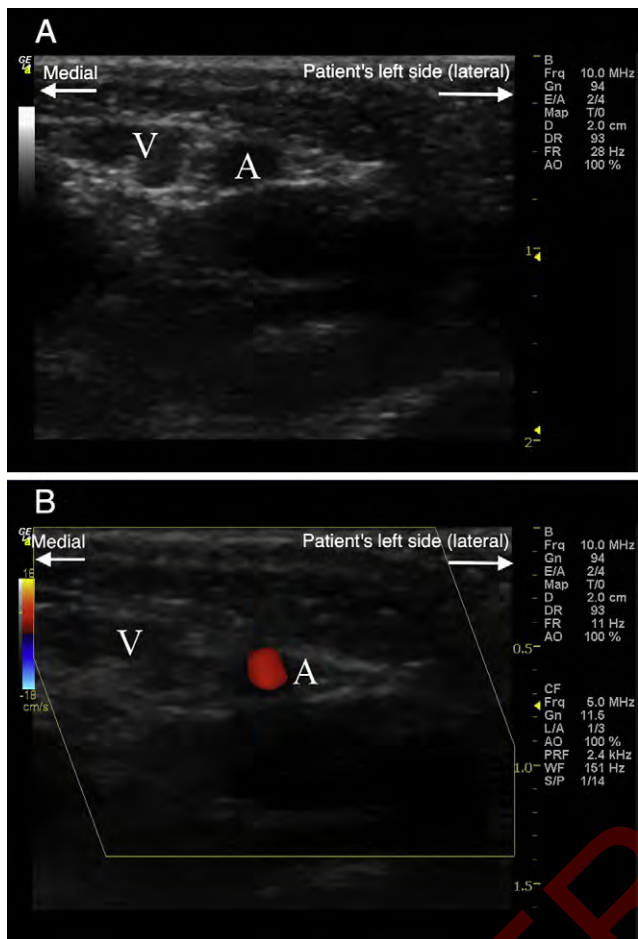 A
GE
L
Medial
Patient's left side (lateral)
V
A
B
Frq 10.0 MHz
Gn 94
E/A 2/4
Map T/0
D 2.0 cm
DR 93
FR 28 Hz
AO 100 %
1
2
B
GE
L
Medial
Patient's left side (lateral)
18
-18
cm/s
V
A
B
Frq 10.0 MHz
Gn 94
E/A 2/4
Map T/0
D 2.0 cm
DR 93
FR 11 Hz
AO 100 %
0.5
CF
Frq 5.0 MHz
Gn 11.5
L/A 1/3
AO 100 %
PRF 2.4 kHz
WF 151 Hz
S/P 1/14
1.0
1.5